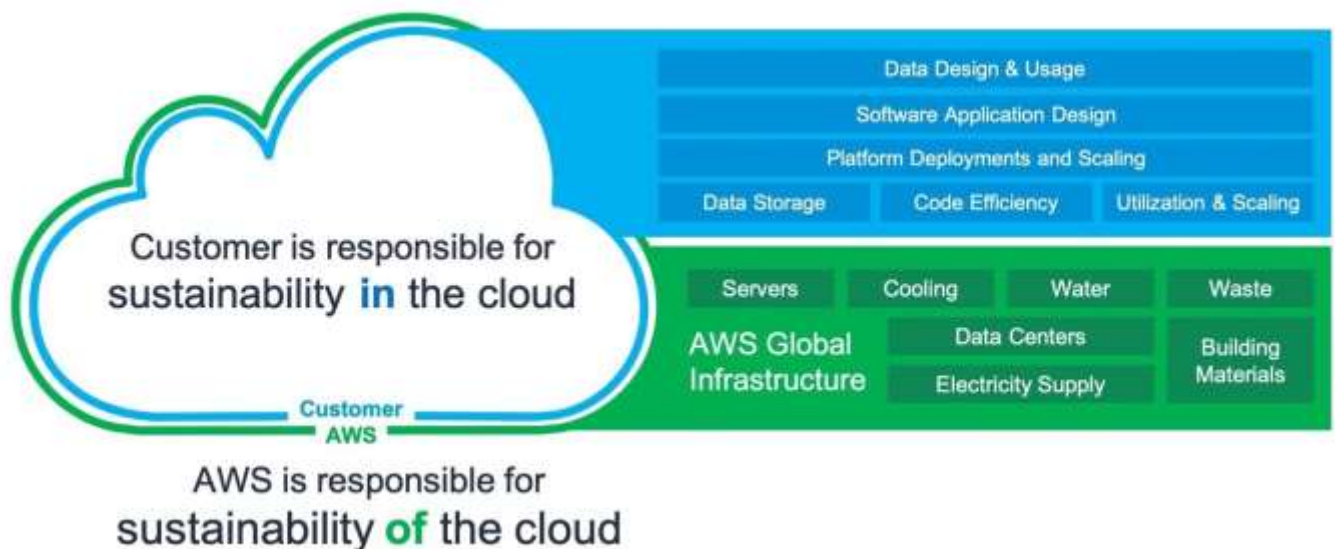 Data Design & Usage
Software Application Design
Platform Deployments and Scaling
Data Storage
Code Efficiency
Utilization & Scaling
Customer is responsible for
sustainability in the cloud
Servers
Cooling
Water
Waste
AWS Global
Infrastructure
Data Centers
Electricity Supply
Building
Materials
Customer
AWS
AWS is responsible for
sustainability of the cloud